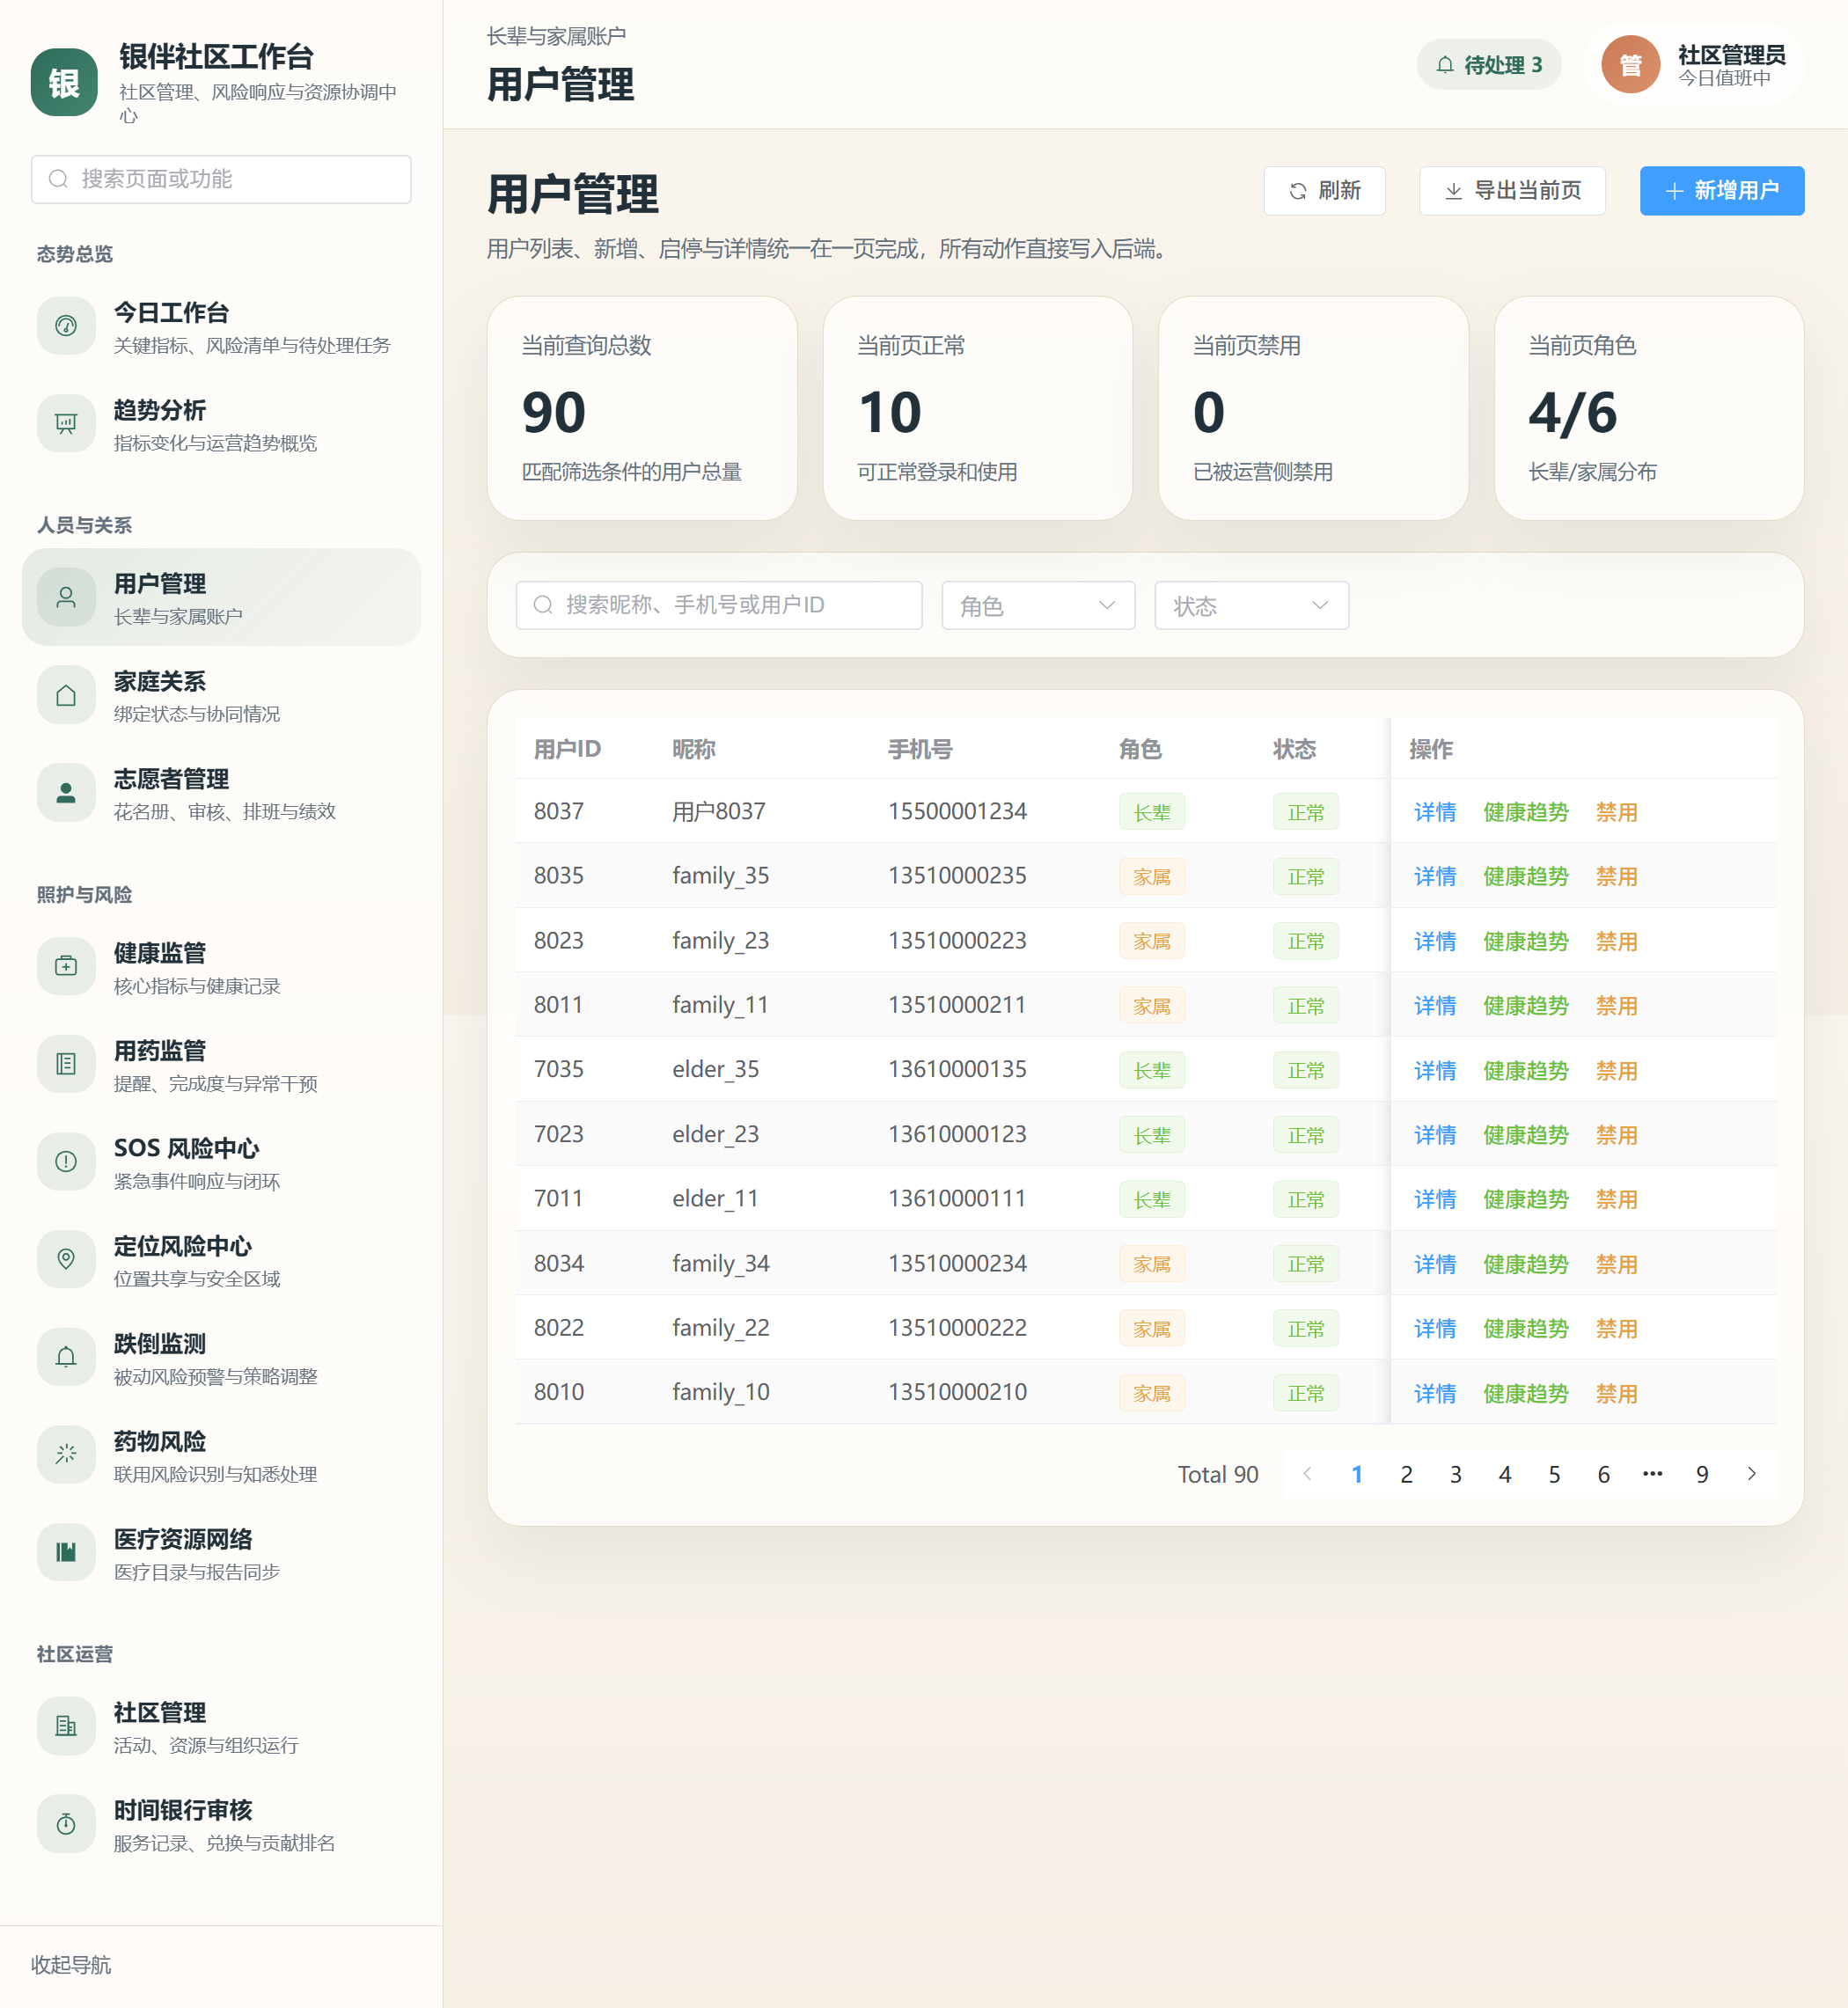 银
银伴社区工作台
社区管理、风险响应与资源协调中
心
搜索页面或功能
态势总览
今日工作台
关键指标、风险清单与待处理任务
趋势分析
指标变化与运营趋势概览
人员与关系
用户管理
长辈与家属账户
家庭关系
绑定状态与协同情况
志愿者管理
花名册、审核、排班与绩效
照护与风险
健康监管
核心指标与健康记录
用药监管
提醒、完成度与异常干预
SOS 风险中心
紧急事件响应与闭环
定位风险中心
位置共享与安全区域
跌倒监测
被动风险预警与策略调整
药物风险
联用风险识别与知悉处理
医疗资源网络
医疗目录与报告同步
社区运营
社区管理
活动、资源与组织运行
时间银行审核
服务记录、兑换与贡献排名
收起导航
长辈与家属账户
用户管理
待处理 3
管
社区管理员
今日值班中
用户管理
用户列表、新增、启停与详情统一在一页完成，所有动作直接写入后端。
刷新
导出当前页
新增用户
当前查询总数
90
匹配筛选条件的用户总量
当前页正常
10
可正常登录和使用
当前页禁用
0
已被运营侧禁用
当前页角色
4/6
长辈/家属分布
搜索昵称、手机号或用户ID 角色 状态
用户ID 昵称 手机号 角色 状态 操作
8037 用户8037 15500001234 长辈 正常 详情 健康趋势 禁用
8035 family_35 13510000235 家属 正常 详情 健康趋势 禁用
8023 family_23 13510000223 家属 正常 详情 健康趋势 禁用
8011 family_11 13510000211 家属 正常 详情 健康趋势 禁用
7035 elder_35 13610000135 长辈 正常 详情 健康趋势 禁用
7023 elder_23 13610000123 长辈 正常 详情 健康趋势 禁用
7011 elder_11 13610000111 长辈 正常 详情 健康趋势 禁用
8034 family_34 13510000234 家属 正常 详情 健康趋势 禁用
8022 family_22 13510000222 家属 正常 详情 健康趋势 禁用
8010 family_10 13510000210 家属 正常 详情 健康趋势 禁用
Total 90 1 2 3 4 5 6 ••• 9